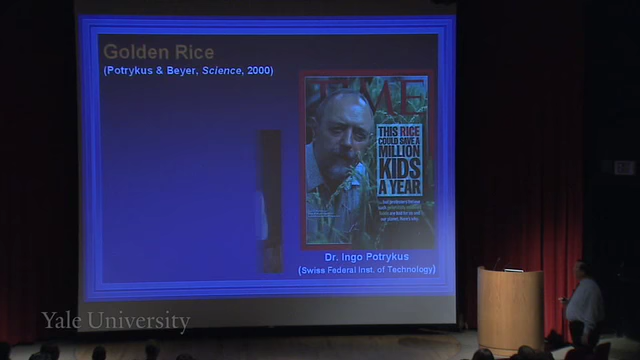 Golden Rice
(Potrykus & Beyer, Science, 2000)
TIME
THIS RICE
COULD SAVE A
MILLION
KIDS
A YEAR
Dr. Ingo Potrykus
(Swiss Federal Inst. of Technology)
Yale University